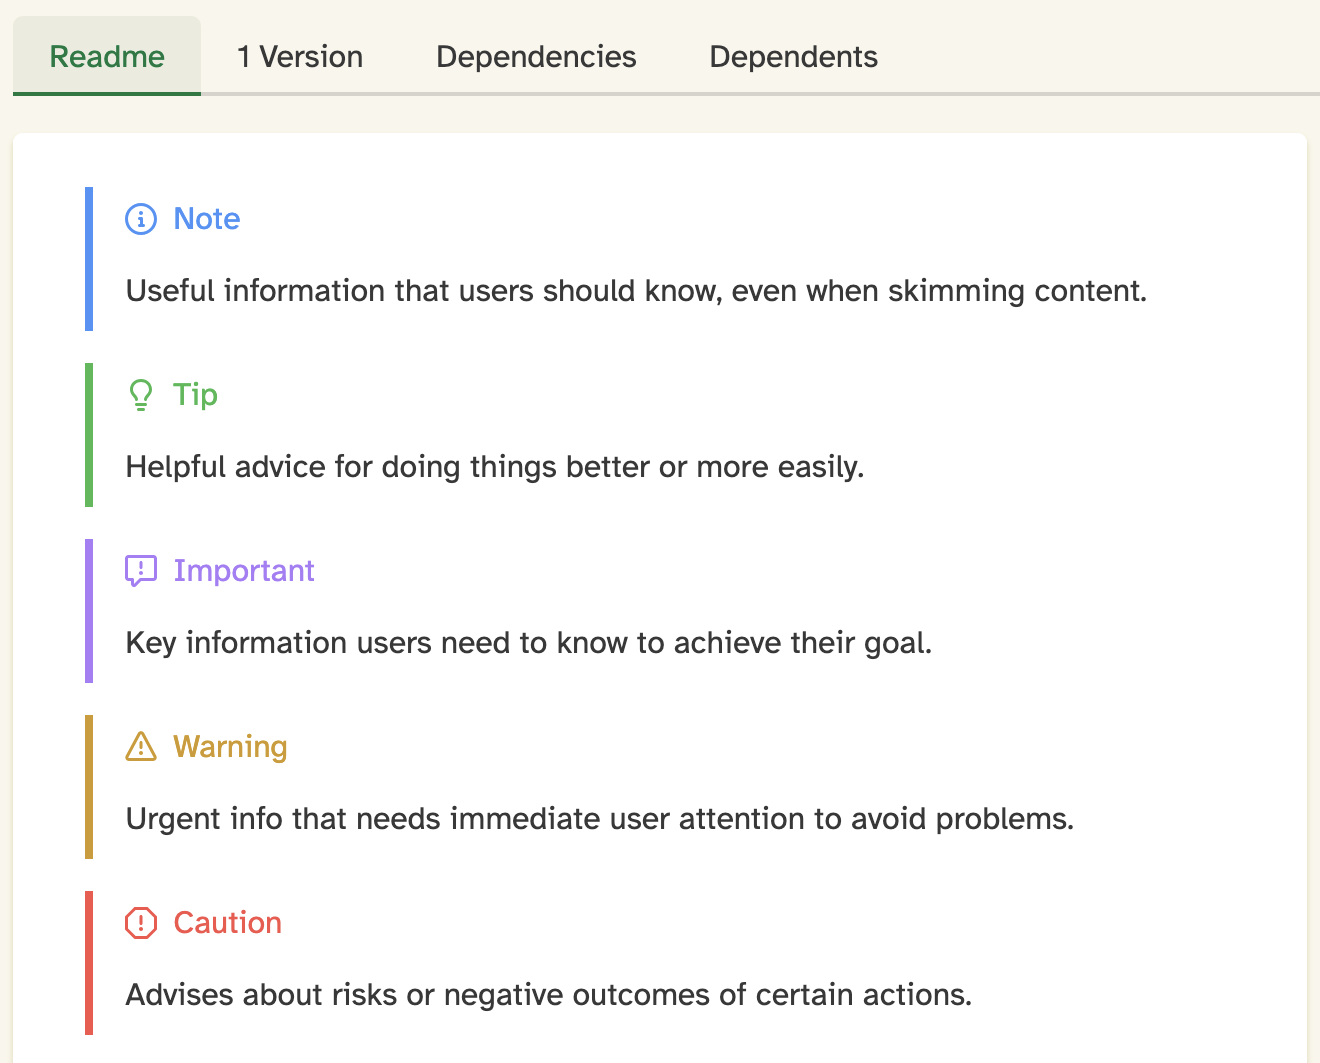 Readme 1 Version Dependencies Dependents
Note
Useful information that users should know, even when skimming content.
Tip
Helpful advice for doing things better or more easily.
Important
Key information users need to know to achieve their goal.
Warning
Urgent info that needs immediate user attention to avoid problems.
Caution
Advises about risks or negative outcomes of certain actions.